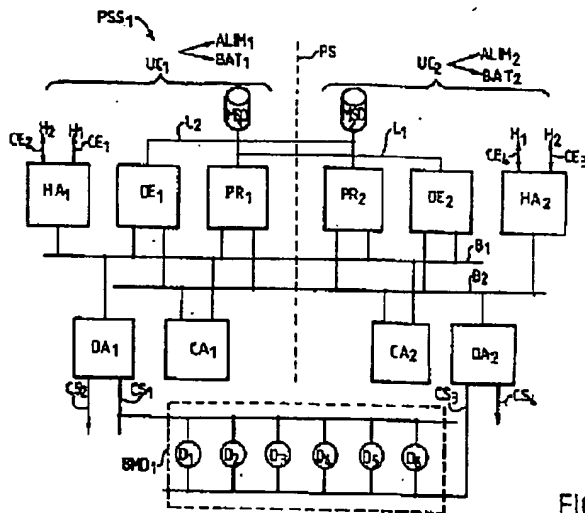 PSS1
ALIM1
BAT1
UC1
PS
UC2
ALIM2
BAT2
L2
L1
CE2
H2
H1
CE1
H1
CE4
H2
CE3
HA1
DE1
PR1
PR2
DE2
HA2
B1
B2
DA1
CA1
CA2
DA2
CS2
CS1
CS3
CS4
BMD1
D1
D2
D3
D4
D5
D6